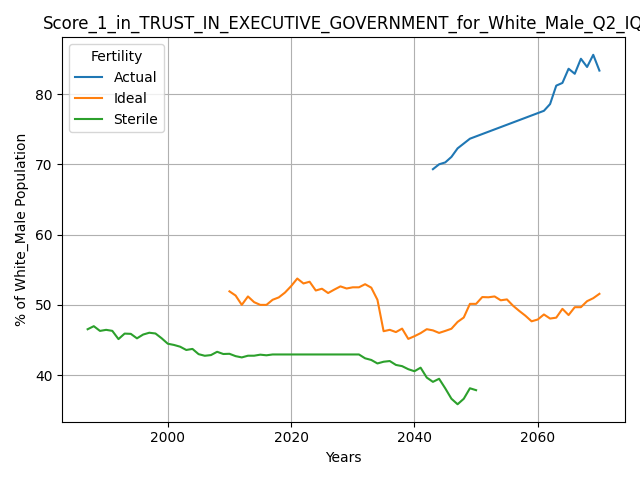 Score_1_in_TRUST_IN_EXECUTIVE_GOVERNMENT_for_White_Male_Q2_IQ
Fertility
Actual
Ideal
Sterile
% of White_Male Population
80
70
60
50
40
2000
2020
2040
2060
Years